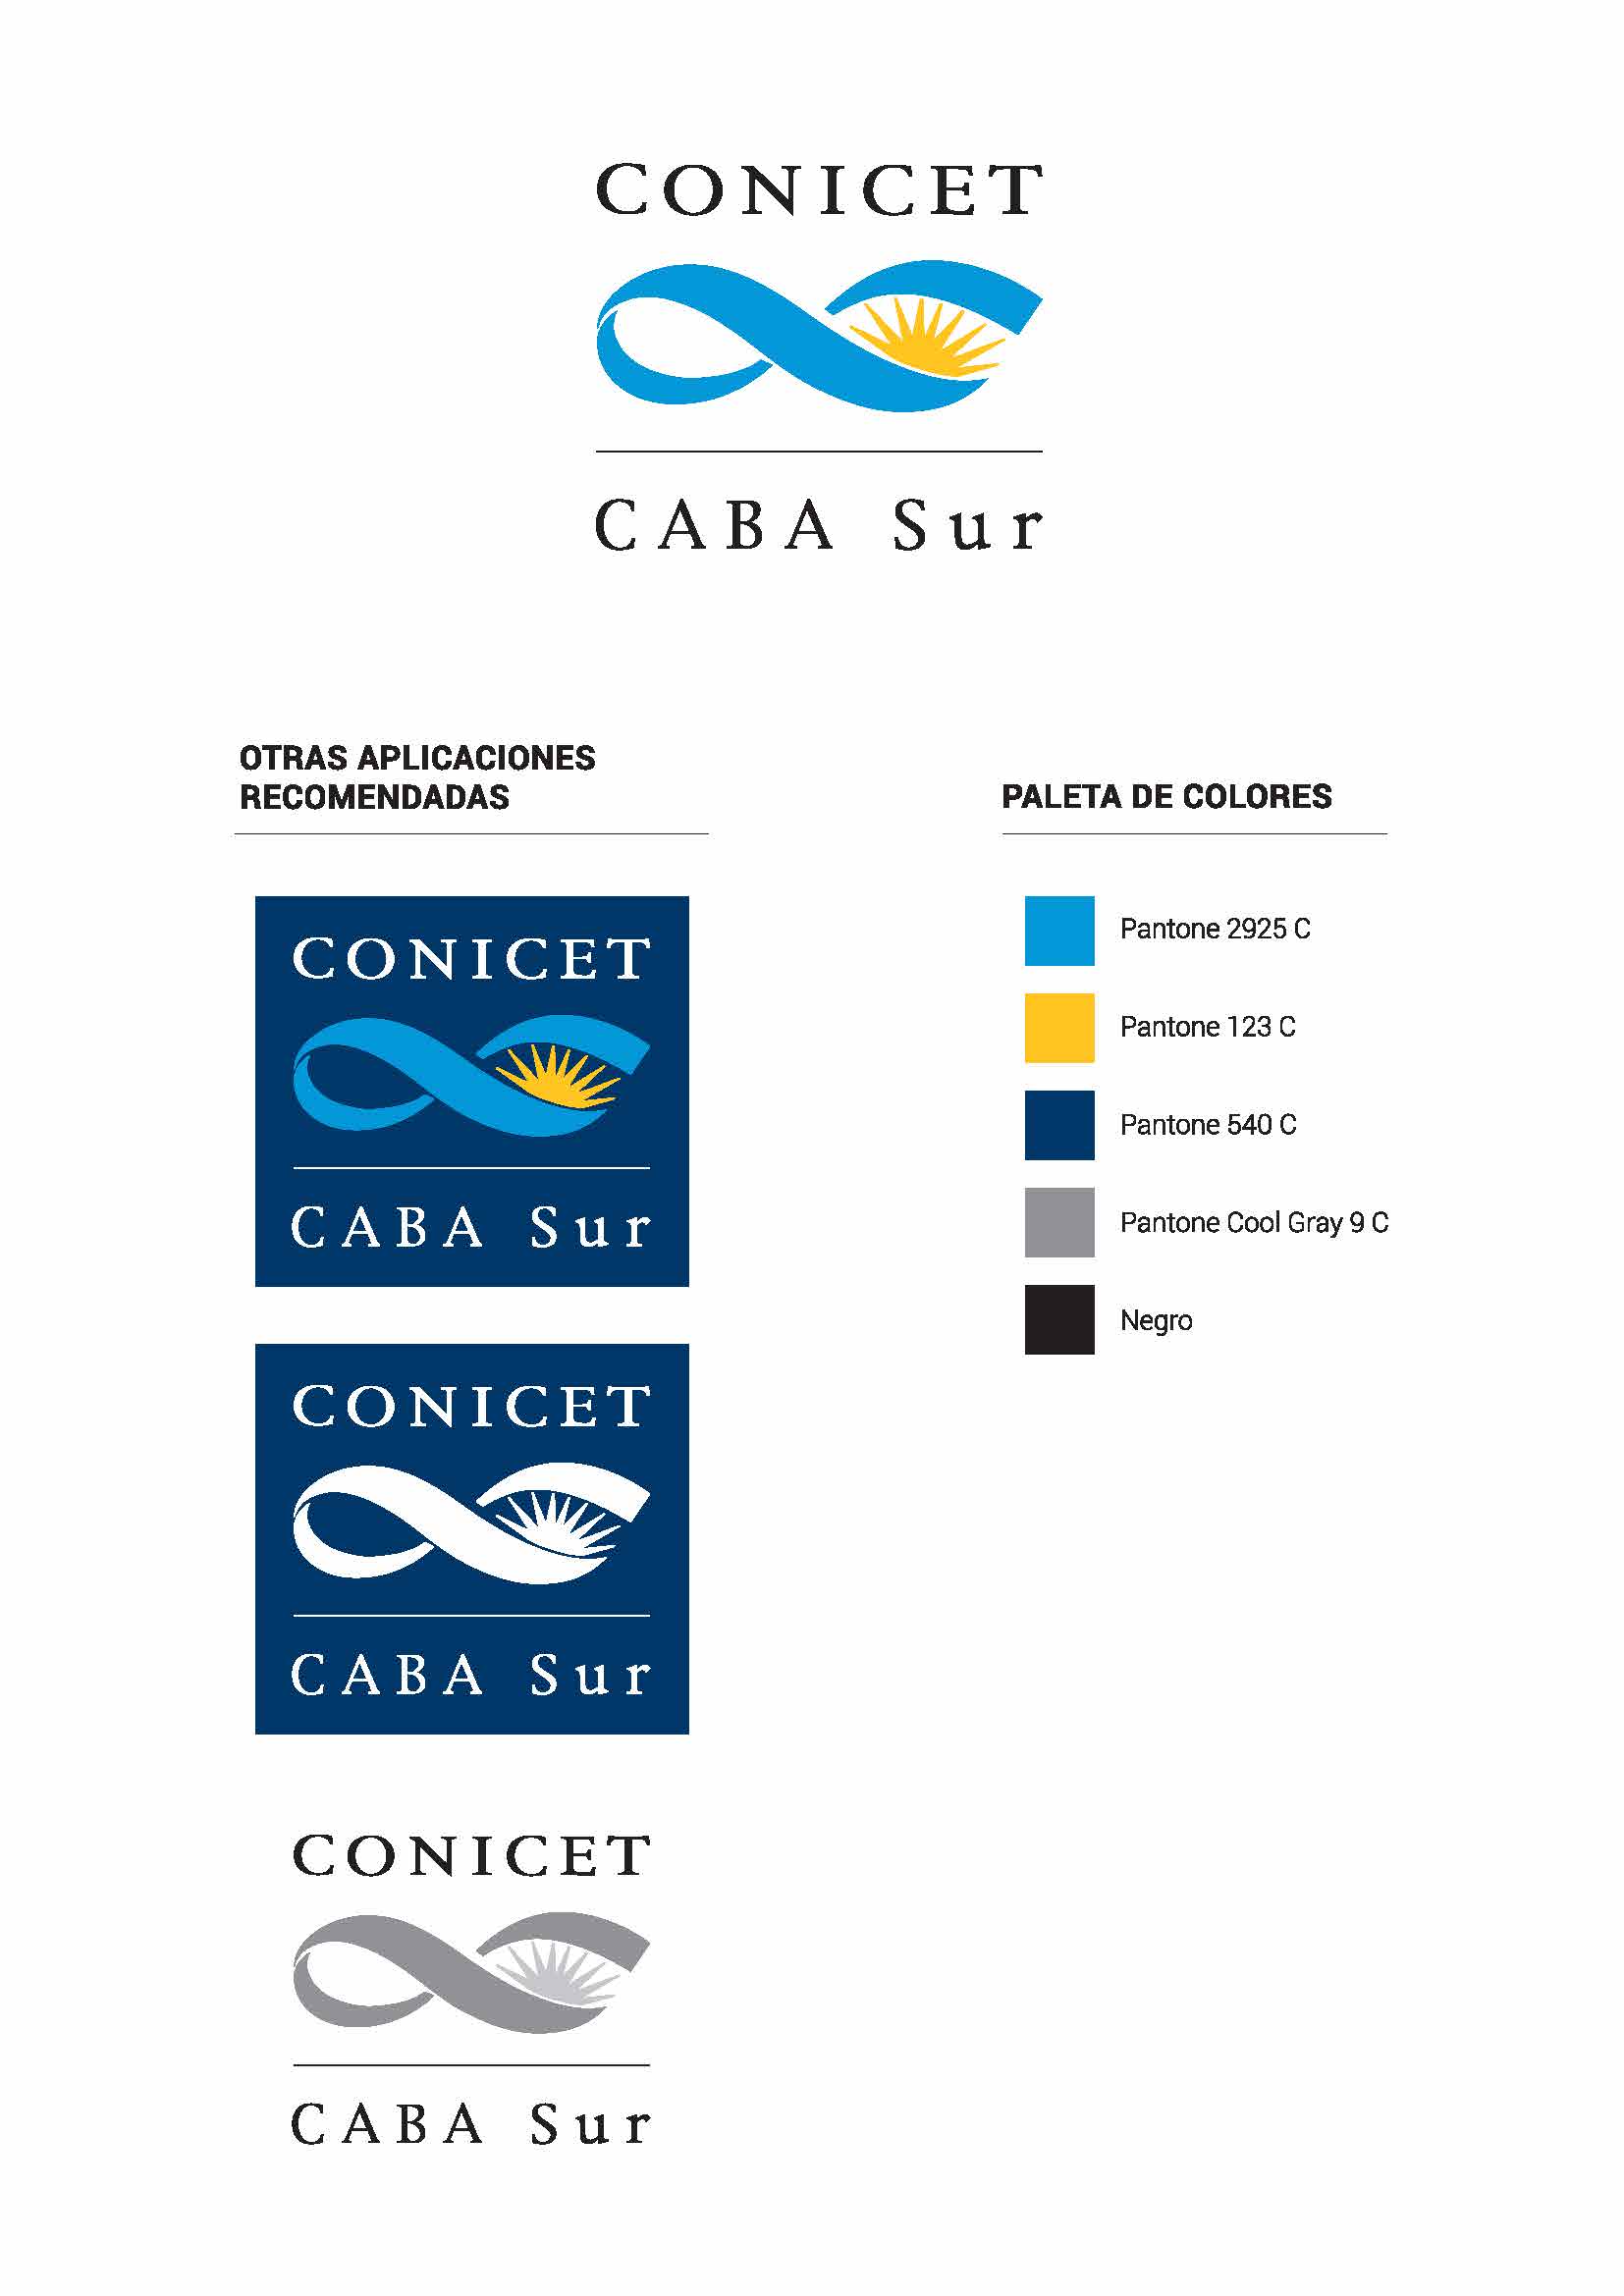 CONICET
CABA Sur
OTRAS APLICACIONES
RECOMENDADAS
CONICET
CABA Sur
CONICET
CABA Sur
CONICET
CABA Sur
PALETA DE COLORES
Pantone 2925 C
Pantone 123 C
Pantone 540 C
Pantone Cool Gray 9 C
Negro